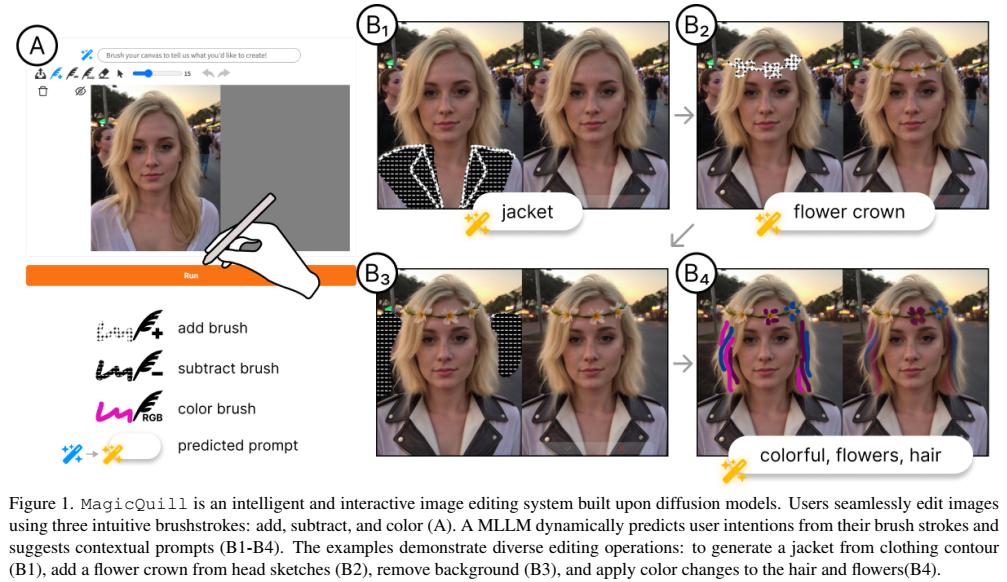 A
Brush your canvas to tell us what you'd like to create!
15
Run
add brush
subtract brush
RGB
color brush
predicted prompt
B1
jacket
B2
flower crown
B3
B4
colorful, flowers, hair
Figure 1. MagicQuill is an intelligent and interactive image editing system built upon diffusion models. Users seamlessly edit images
using three intuitive brushstrokes: add, subtract, and color (A). A MLLM dynamically predicts user intentions from their brush strokes and
suggests contextual prompts (B1-B4). The examples demonstrate diverse editing operations: to generate a jacket from clothing contour
(B1), add a flower crown from head sketches (B2), remove background (B3), and apply color changes to the hair and flowers(B4).